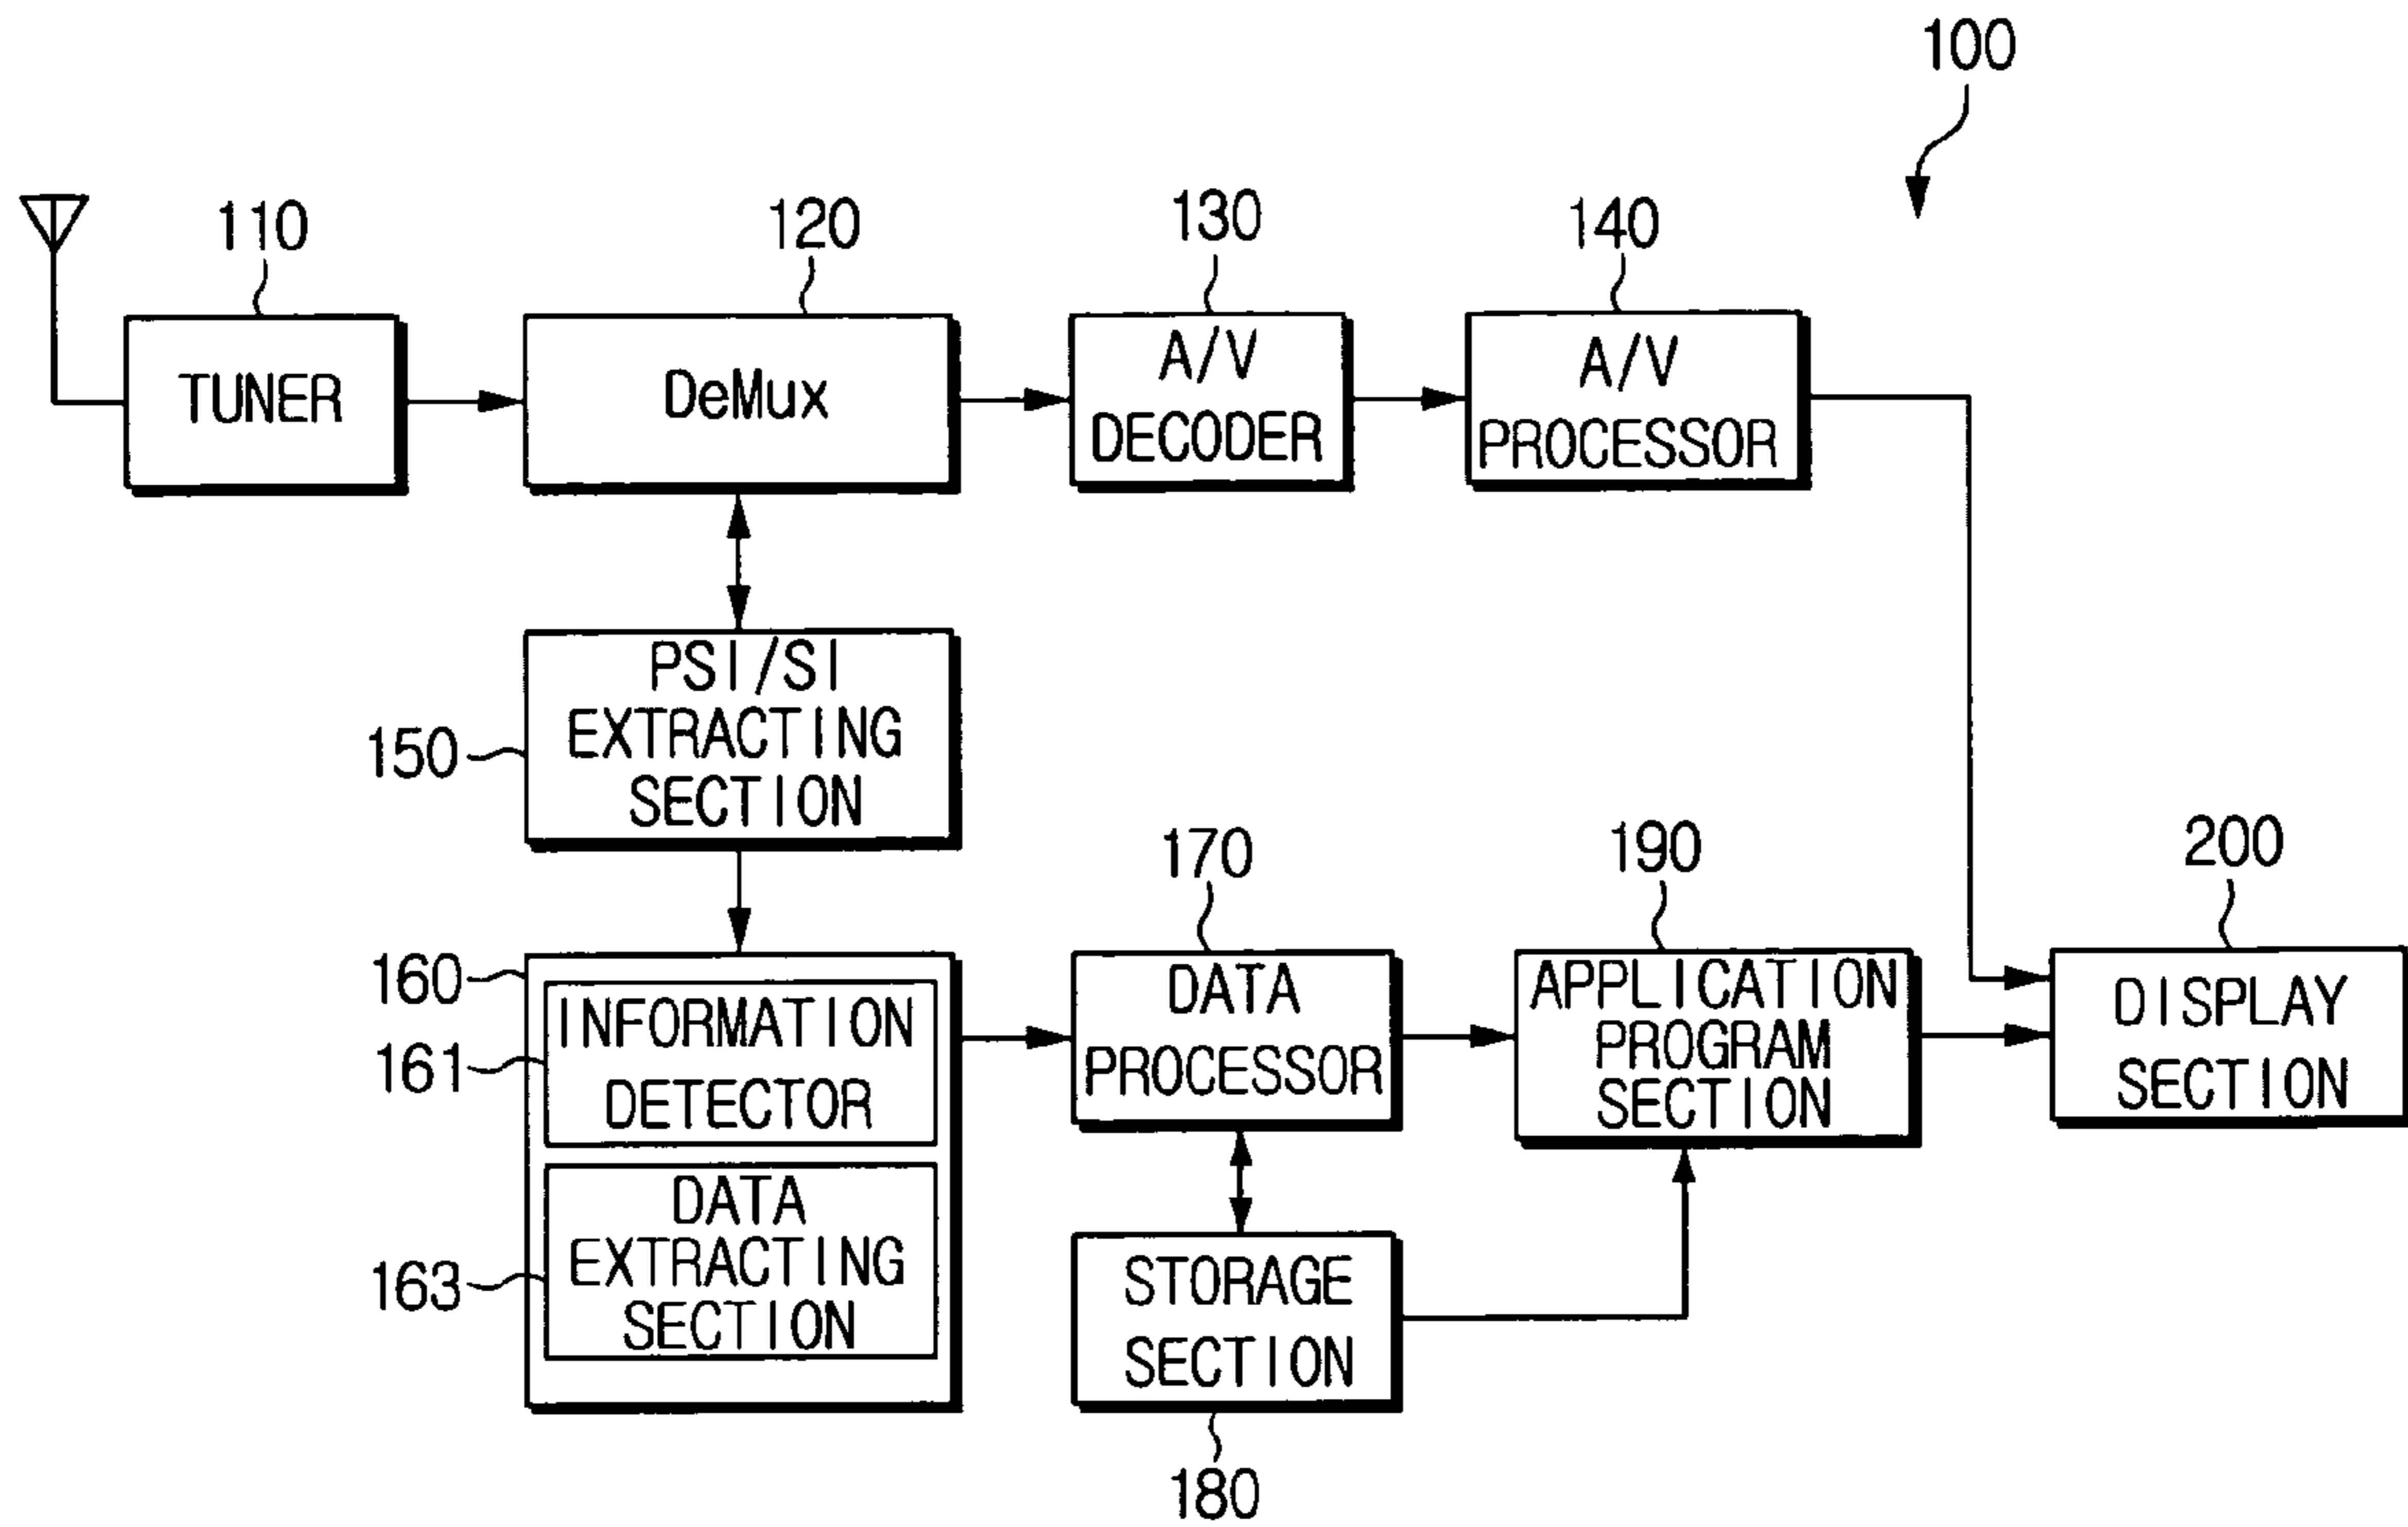 100
110
120
130
140
TUNER
DeMux
A/V
DECODER
A/V
PROCESSOR
150
PSI/SI
EXTRACTING
SECTION
160
161
INFORMATION
DETECTOR
163
DATA
EXTRACTING
SECTION
170
DATA
PROCESSOR
190
APPLICATION
PROGRAM
SECTION
200
DISPLAY
SECTION
STORAGE
SECTION
180